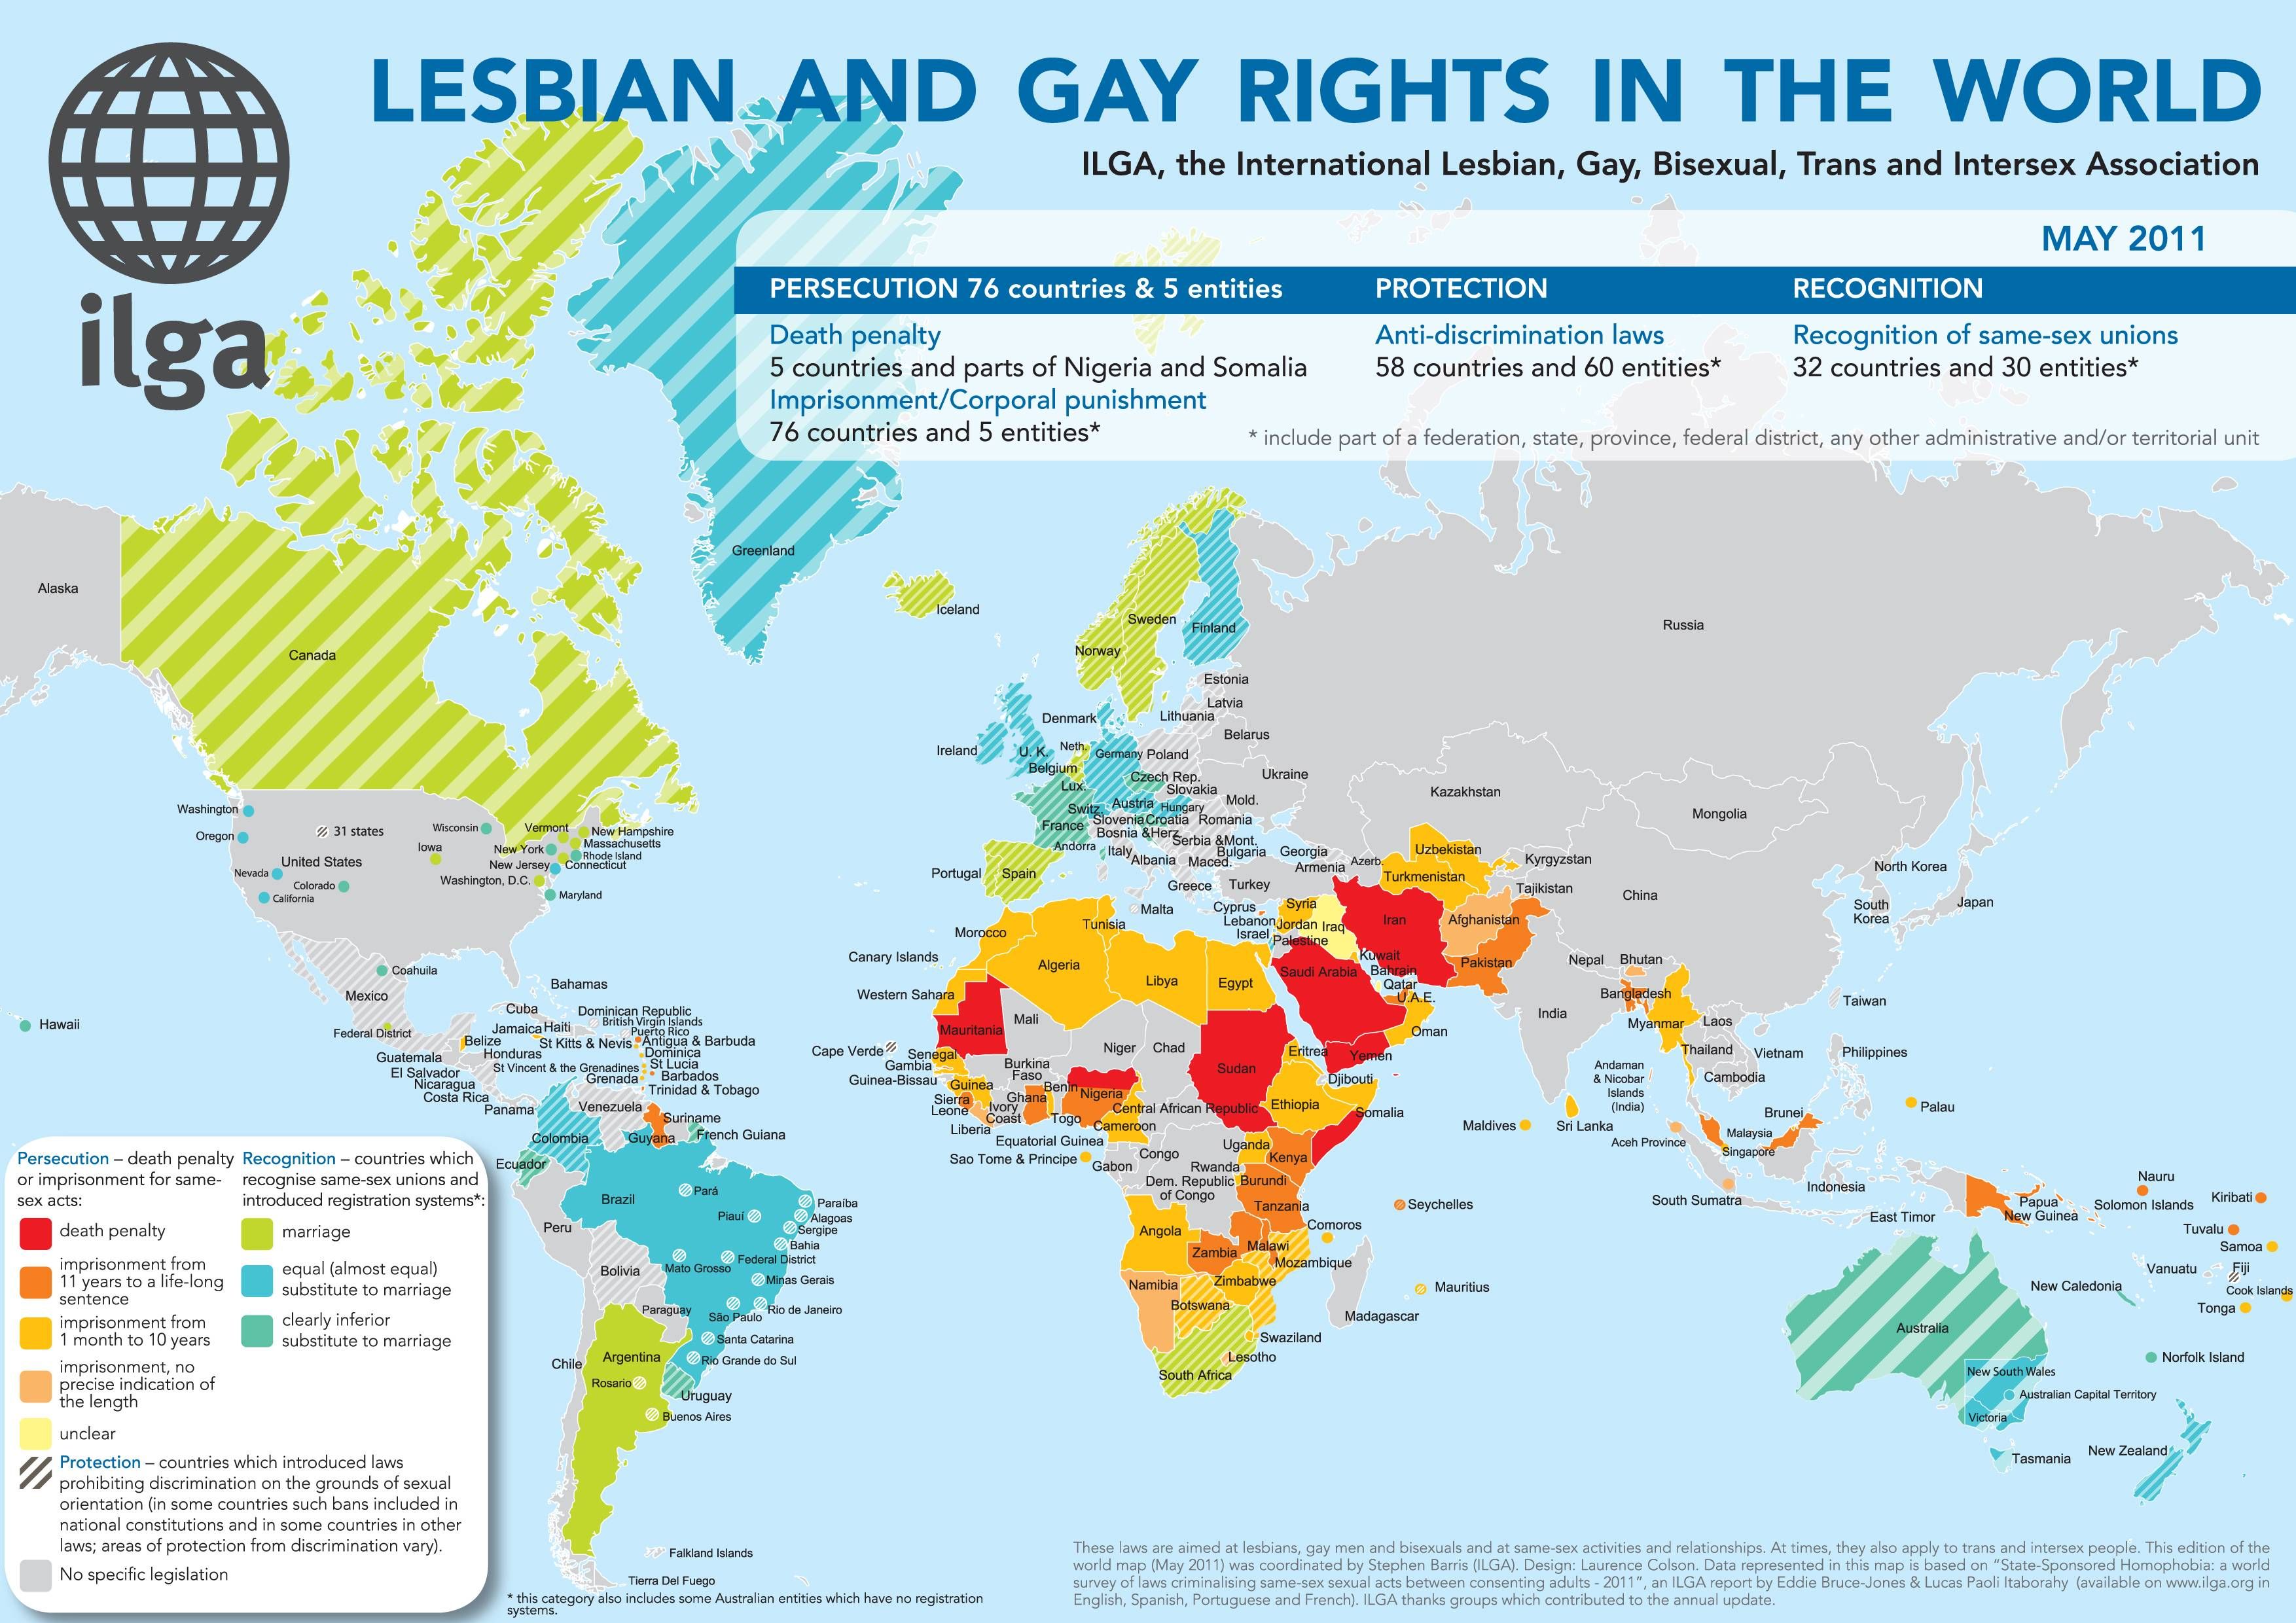 LESBIAN AND GAY RIGHTS IN THE WORLD
ILGA, the International Lesbian, Gay, Bisexual, Trans and Intersex Association
ilga
MAY 2011
PERSECUTION 76 countries & 5 entities
Death penalty
5 countries and parts of Nigeria and Somalia
Imprisonment/Corporal punishment
76 countries and 5 entities*
PROTECTION
Anti-discrimination laws
58 countries and 60 entities*
RECOGNITION
Recognition of same-sex unions
32 countries and 30 entities*
* include part of a federation, state, province, federal district, any other administrative and/or territorial unit
Greenland
Alaska
Canada
Iceland
Sweden
Finland
Norway
Russia
Estonia
Latvia
Lithuania
Denmark
Belarus
Ireland
U. K.
Neth.
Germany
Poland
Belgium
Czech Rep.
Ukraine
Lux.
Slovakia
Kazakhstan
Mongolia
Switz.
Austria
Hungary
Mold.
France
Slovenia
Croatia
Romania
Bosnia &Herz.
Serbia &Mont.
Andorra
Italy
Bulgaria
Albania
Maced.
Georgia
Armenia
Azerb.
Uzbekistan
Kyrgyzstan
Turkmenistan
Tajikistan
Portugal
Spain
Greece
Turkey
China
North Korea
South
Korea
Japan
Washington
Oregon
31 states
Wisconsin
Vermont
New Hampshire
Massachusetts
Iowa
New York
Rhode Island
United States
New Jersey
Connecticut
Nevada
Colorado
Washington, D.C.
California
Maryland
Malta
Cyprus
Syria
Lebanon
Israel
Jordan
Iraq
Palestine
Iran
Afghanistan
Pakistan
Kuwait
Bahrain
Qatar
U.A.E.
Saudi Arabia
Oman
Yemen
Nepal
Bhutan
Bangladesh
India
Myanmar
Laos
Thailand
Vietnam
Cambodia
Taiwan
Philippines
Morocco
Tunisia
Canary Islands
Algeria
Libya
Egypt
Western Sahara
Mauritania
Mali
Niger
Chad
Sudan
Eritrea
Djibouti
Cape Verde
Senegal
Gambia
Guinea-Bissau
Guinea
Burkina
Faso
Benin
Nigeria
Sierra
Leone
Ivory
Coast
Ghana
Togo
Liberia
Central African Republic
Cameroon
Ethiopia
Somalia
Equatorial Guinea
Sao Tome & Principe
Gabon
Congo
Uganda
Kenya
Rwanda
Dem. Republic
of Congo
Burundi
Tanzania
Seychelles
Angola
Comoros
Zambia
Malawi
Mozambique
Namibia
Zimbabwe
Botswana
Mauritius
Madagascar
Swaziland
Lesotho
South Africa
Coahuila
Mexico
Federal District
Hawaii
Bahamas
Cuba
Dominican Republic
British Virgin Islands
Jamaica
Haiti
Puerto Rico
Belize
St Kitts & Nevis
Antigua & Barbuda
Guatemala
Honduras
Dominica
El Salvador
St Vincent & the Grenadines
St Lucia
Nicaragua
Grenada
Barbados
Costa Rica
Trinidad & Tobago
Panama
Venezuela
Suriname
Colombia
Guyana
French Guiana
Ecuador
Brazil
Pará
Paraíba
Piauí
Alagoas
Sergipe
Peru
Bahia
Mato Grosso
Federal District
Bolivia
Minas Gerais
Paraguay
São Paulo
Rio de Janeiro
Santa Catarina
Chile
Argentina
Rio Grande do Sul
Rosario
Uruguay
Buenos Aires
Falkland Islands
Tierra Del Fuego
Maldives
Sri Lanka
Andaman
& Nicobar
Islands
(India)
Aceh Province
Brunei
Malaysia
Singapore
Palau
South Sumatra
Indonesia
East Timor
Papua
New Guinea
Nauru
Solomon Islands
Kiribati
Tuvalu
Samoa
Vanuatu
Fiji
Cook Islands
Tonga
New Caledonia
Australia
Norfolk Island
New South Wales
Australian Capital Territory
Victoria
Tasmania
New Zealand
Persecution – death penalty
or imprisonment for same-
sex acts:
death penalty
imprisonment from
11 years to a life-long
sentence
imprisonment from
1 month to 10 years
imprisonment, no
precise indication of
the length
unclear
Recognition – countries which
recognise same-sex unions and
introduced registration systems*:
marriage
equal (almost equal)
substitute to marriage
clearly inferior
substitute to marriage
Protection – countries which introduced laws
prohibiting discrimination on the grounds of sexual
orientation (in some countries such bans included in
national constitutions and in some countries in other
laws; areas of protection from discrimination vary).
No specific legislation
* this category also includes some Australian entities which have no registration
systems.
These laws are aimed at lesbians, gay men and bisexuals and at same-sex activities and relationships. At times, they also apply to trans and intersex people. This edition of the
world map (May 2011) was coordinated by Stephen Barris (ILGA). Design: Laurence Colson. Data represented in this map is based on “State-Sponsored Homophobia: a world
survey of laws criminalising same-sex sexual acts between consenting adults - 2011”, an ILGA report by Eddie Bruce-Jones & Lucas Paoli Itaborahy (available on www.ilga.org in
English, Spanish, Portuguese and French). ILGA thanks groups which contributed to the annual update.